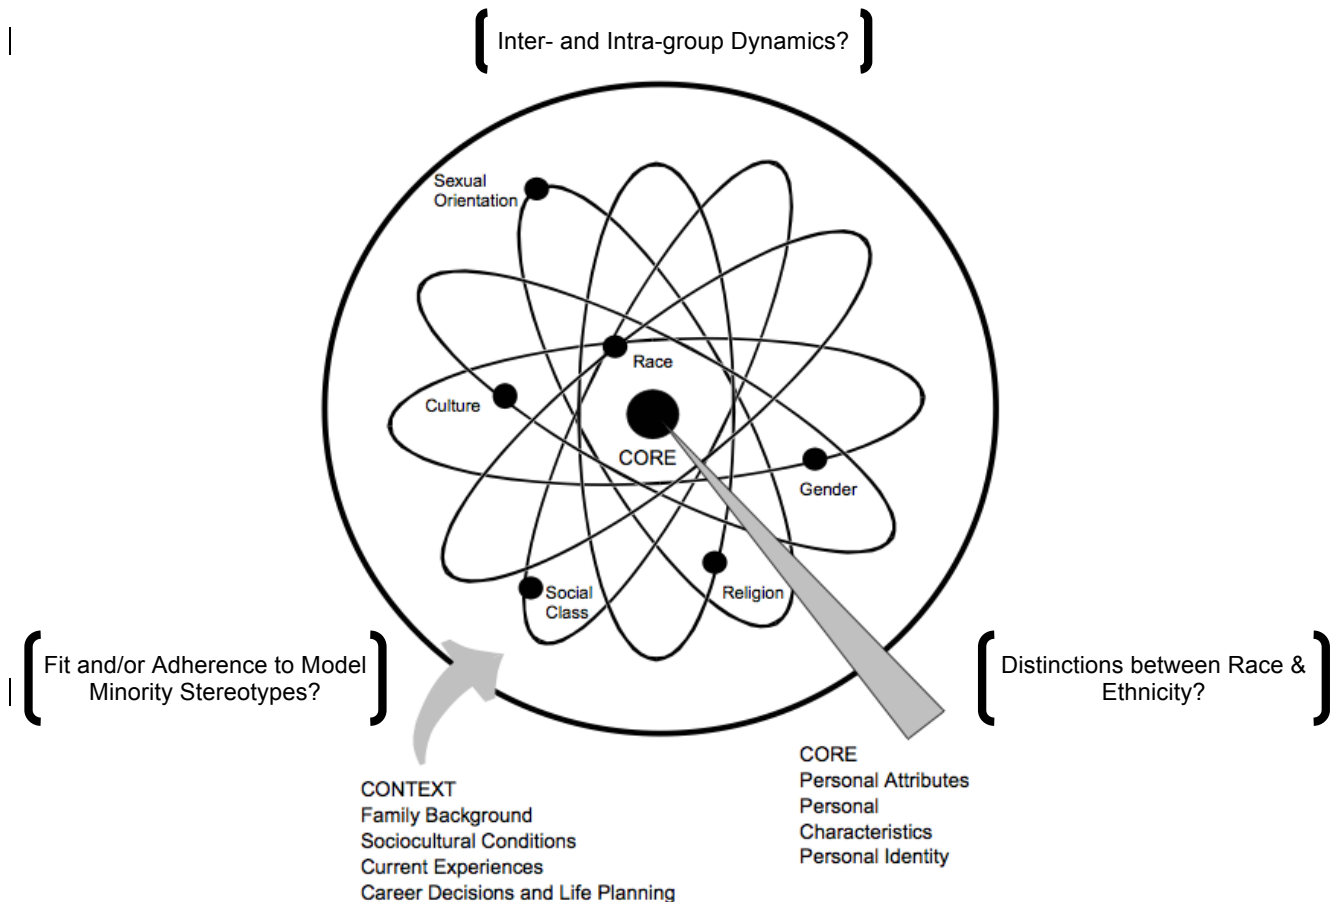 Inter- and Intra-group Dynamics?
Sexual
Orientation
Race
Culture
CORE
Gender
Social
Class
Religion
Fit and/or Adherence to Model
Minority Stereotypes?
Distinctions between Race &
Ethnicity?
CONTEXT
Family Background
Sociocultural Conditions
Current Experiences
Career Decisions and Life Planning
CORE
Personal Attributes
Personal
Characteristics
Personal Identity